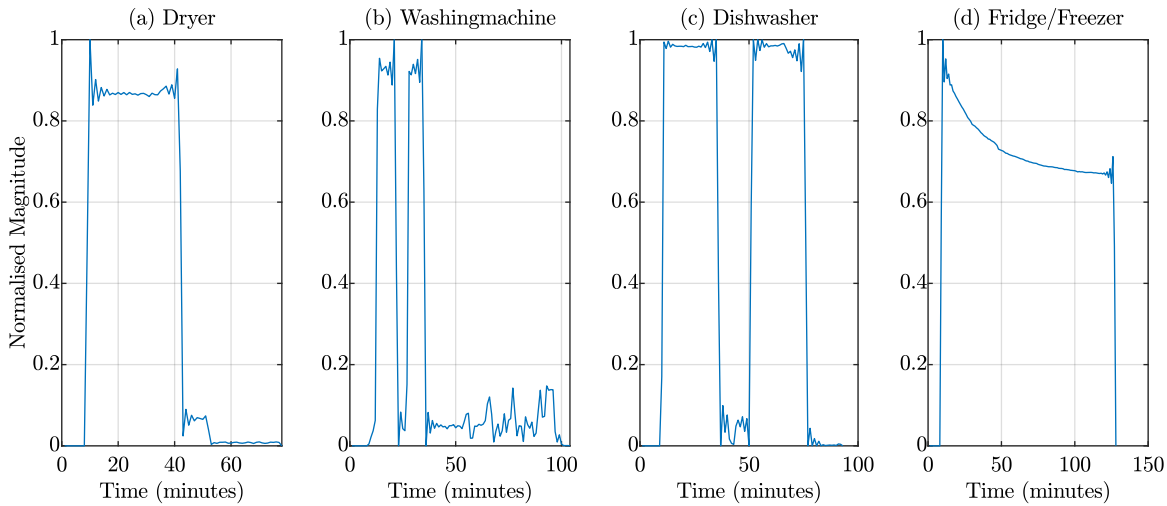 (a) Dryer
(b) Washingmachine
(c) Dishwasher
(d) Fridge/Freezer
Normalised Magnitude
1
0.8
0.6
0.4
0.2
0
0 20 40 60
Time (minutes)
1
0.8
0.6
0.4
0.2
0
0 50 100
Time (minutes)
1
0.8
0.6
0.4
0.2
0
0 50 100
Time (minutes)
1
0.8
0.6
0.4
0.2
0
0 50 100 150
Time (minutes)